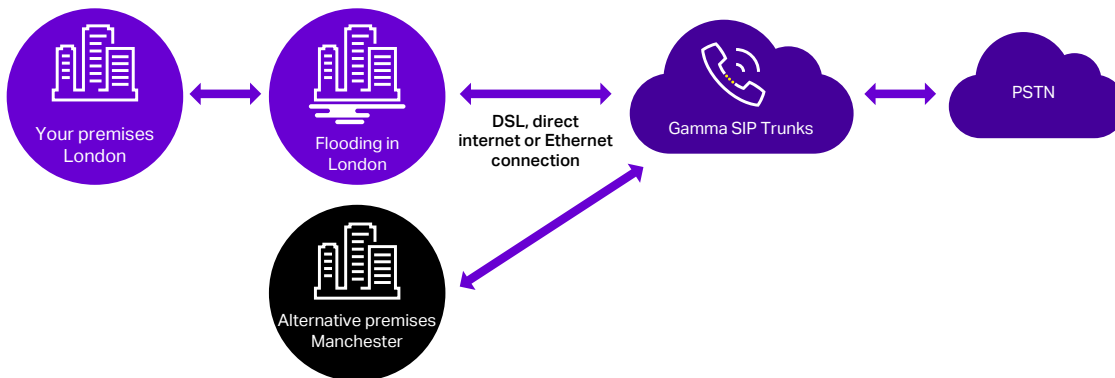 Your premises
London
Flooding in
London
DSL, direct
internet or Ethernet
connection
Gamma SIP Trunks
PSTN
Alternative premises
Manchester